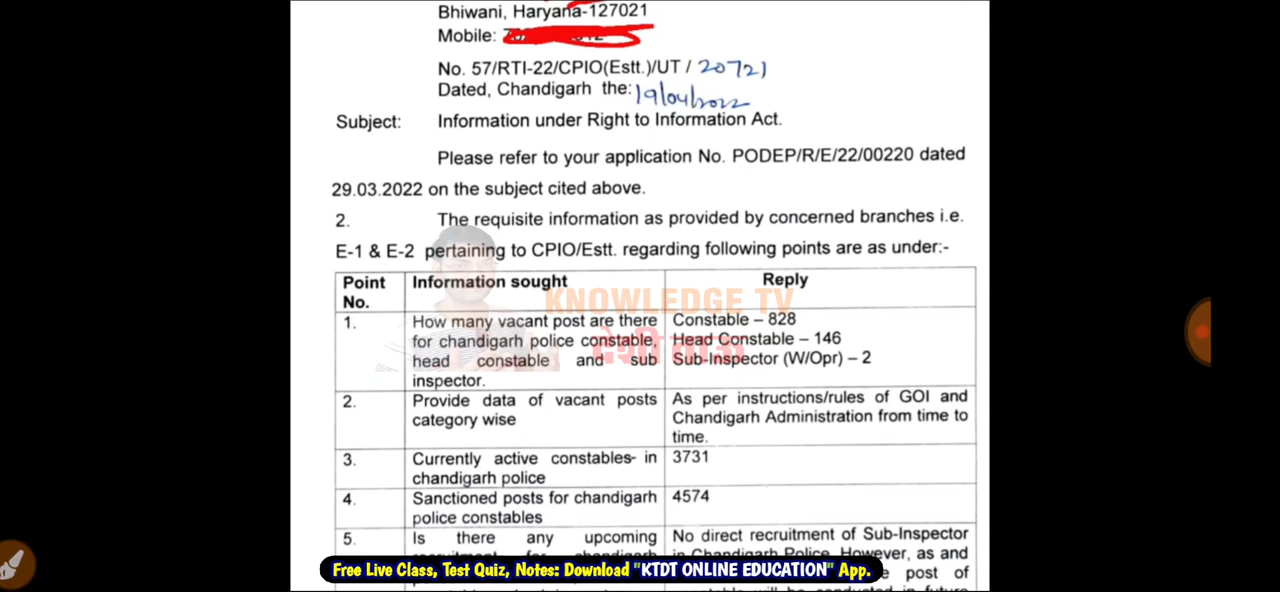 Bhiwani, Haryana-127021
Mobile:
No. 57/RTI-22/CPIO(Estt.)/UT / 20721
Dated, Chandigarh the: 19/04/2022
Subject: Information under Right to Information Act.
Please refer to your application No. PODEP/R/E/22/00220 dated
29.03.2022 on the subject cited above.
2. The requisite information as provided by concerned branches i.e.
E-1 & E-2 pertaining to CPIO/Estt. regarding following points are as under:-
Point No. Information sought Reply
KNOWLEDGE TV
1. How many vacant post are there Constable – 828
for chandigarh police constable, Head Constable – 146
head constable and sub Sub-Inspector (W/Opr) – 2
inspector.
2. Provide data of vacant posts As per instructions/rules of GOI and
category wise Chandigarh Administration from time to
time.
3. Currently active constables- in 3731
chandigarh police
4. Sanctioned posts for chandigarh 4574
police constables
5. Is there any upcoming No direct recruitment of Sub-Inspector
in Chandigarh Police. However, as and
post of
Free Live Class, Test Quiz, Notes: Download "KTDT ONLINE EDUCATION" App.